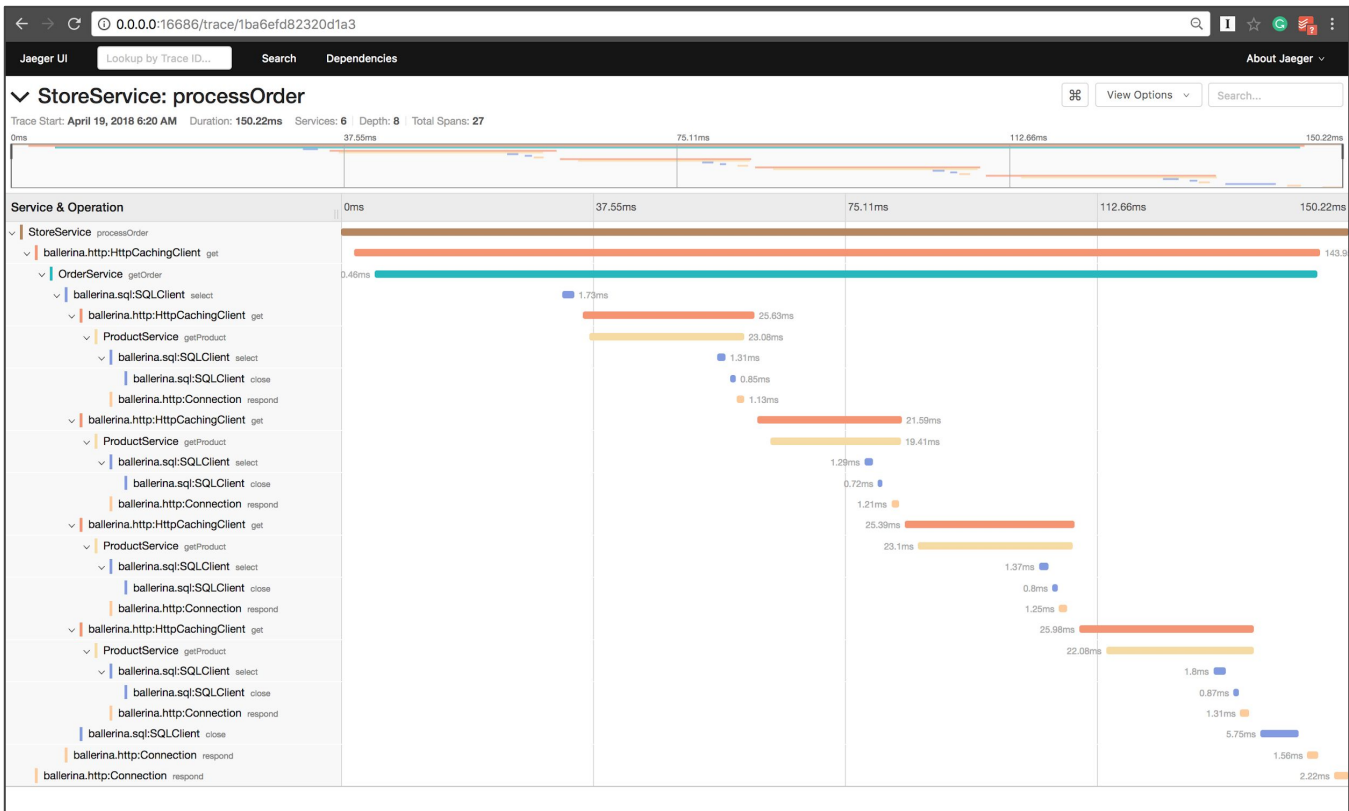 0.0.0.0:16686/trace/1ba6efd82320d1a3
Jaeger UI Lookup by Trace ID... Search Dependencies About Jaeger
StoreService: processOrder ⌘ View Options Search...
Trace Start: April 19, 2018 6:20 AM Duration: 150.22ms Services: 6 Depth: 8 Total Spans: 27
0ms 37.55ms 75.11ms 112.66ms 150.22ms
Service & Operation 0ms 37.55ms 75.11ms 112.66ms 150.22ms
StoreService processOrder
ballerina.http:HttpCachingClient get 143.9
OrderService getOrder 0.46ms
ballerina.sql:SQLClient select 1.73ms
ballerina.http:HttpCachingClient get 25.63ms
ProductService getProduct 23.08ms
ballerina.sql:SQLClient select 1.31ms
ballerina.sql:SQLClient close 0.85ms
ballerina.http:Connection respond 1.13ms
ballerina.http:HttpCachingClient get 21.59ms
ProductService getProduct 19.41ms
ballerina.sql:SQLClient select 1.29ms
ballerina.sql:SQLClient close 0.72ms
ballerina.http:Connection respond 1.21ms
ballerina.http:HttpCachingClient get 25.39ms
ProductService getProduct 23.1ms
ballerina.sql:SQLClient select 1.37ms
ballerina.sql:SQLClient close 0.8ms
ballerina.http:Connection respond 1.25ms
ballerina.http:HttpCachingClient get 25.98ms
ProductService getProduct 22.08ms
ballerina.sql:SQLClient select 1.8ms
ballerina.sql:SQLClient close 0.87ms
ballerina.http:Connection respond 1.31ms
ballerina.sql:SQLClient close 5.75ms
ballerina.http:Connection respond 1.56ms
ballerina.http:Connection respond 2.22ms